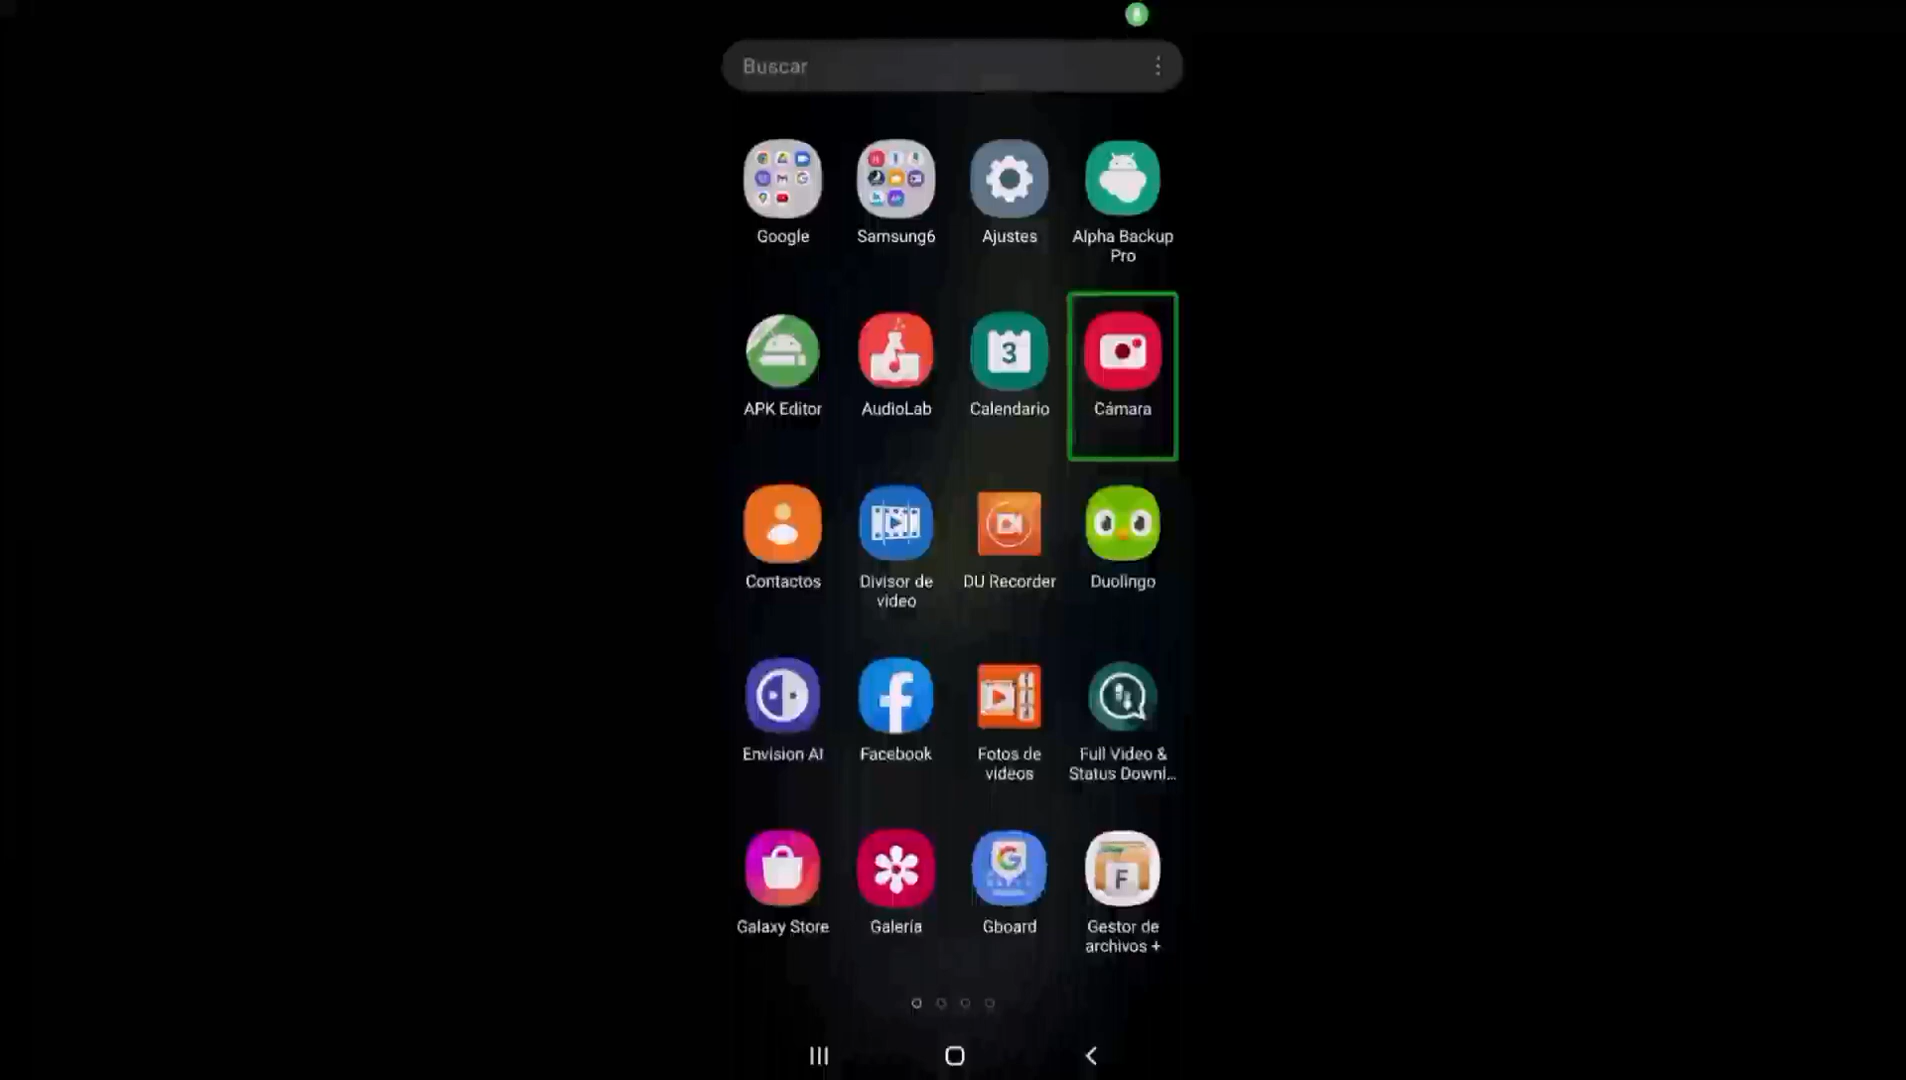 Buscar
Google
Samsung6
Ajustes
Alpha Backup
Pro
APK Editor
AudioLab
3
Calendario
Cámara
Contactos
Divisor de
video
DU Recorder
Duolingo
Envision AI
Facebook
Fotos de
videos
Full Video &
Status Downl...
Galaxy Store
Galería
G
Gboard
F
Gestor de
archivos +